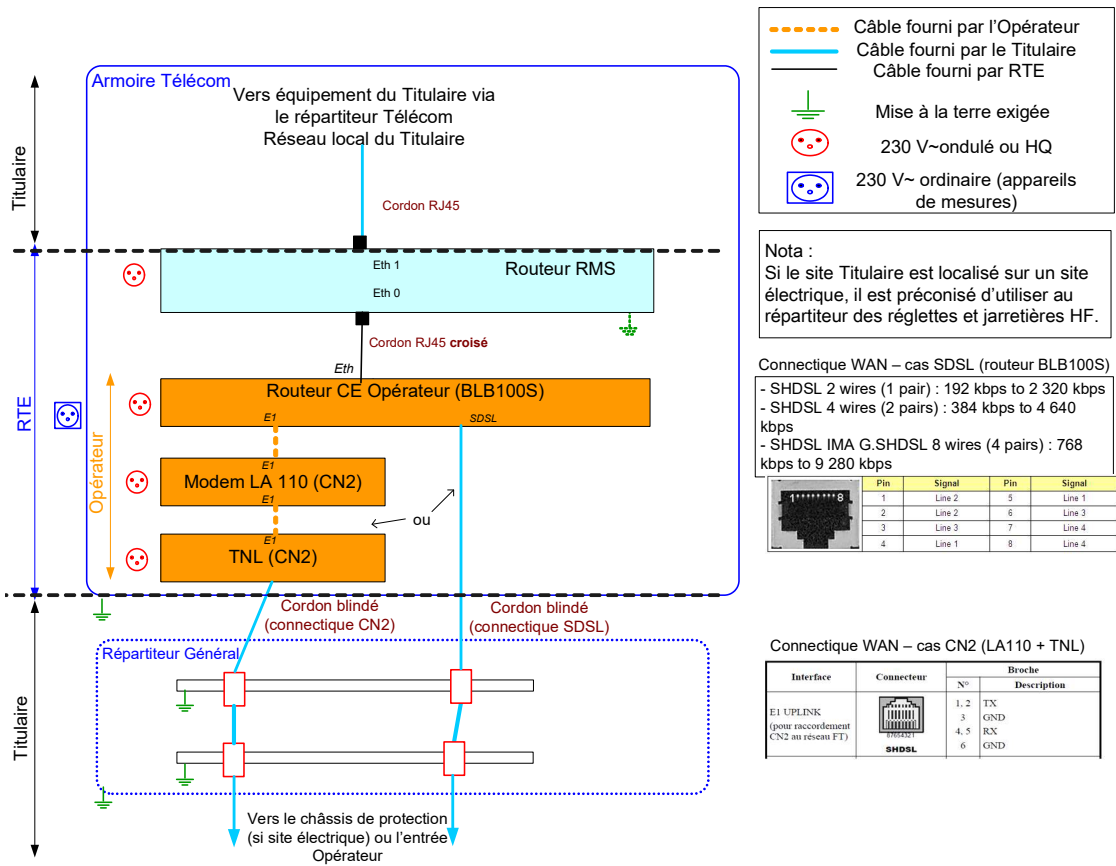 Câble fourni par l'Opérateur
Câble fourni par le Titulaire
Câble fourni par RTE
Mise à la terre exigée
230 V~ondulé ou HQ
230 V~ ordinaire (appareils
de mesures)
Armoire Télécom
Vers équipement du Titulaire via
le répartiteur Télécom
Réseau local du Titulaire
Titulaire
Cordon RJ45
Eth 1
Routeur RMS
Eth 0
Nota :
Si le site Titulaire est localisé sur un site
électrique, il est préconisé d'utiliser au
répartiteur des réglettes et jarretières HF.
Cordon RJ45 croisé
Eth
RTE
Opérateur
Routeur CE Opérateur (BLB100S)
E1
SDSL
E1
Modem LA 110 (CN2)
E1
ou
E1
TNL (CN2)
Connectique WAN – cas SDSL (routeur BLB100S)
- SHDSL 2 wires (1 pair) : 192 kbps to 2 320 kbps
- SHDSL 4 wires (2 pairs) : 384 kbps to 4 640
kbps
- SHDSL IMA G.SHDSL 8 wires (4 pairs) : 768
kbps to 9 280 kbps
1 8
Pin Signal Pin Signal
1 Line 2 5 Line 1
2 Line 2 6 Line 3
3 Line 3 7 Line 4
4 Line 1 8 Line 4
Cordon blindé
(connectique CN2)
Cordon blindé
(connectique SDSL)
Titulaire
Répartiteur Général
Vers le châssis de protection
(si site électrique) ou l'entrée
Opérateur
Connectique WAN – cas CN2 (LA110 + TNL)
Interface Connecteur Broche
N° Description
E1 UPLINK
(pour raccordement
CN2 au réseau FT)
87654321
SHDSL
1, 2 TX
3 GND
4, 5 RX
6 GND